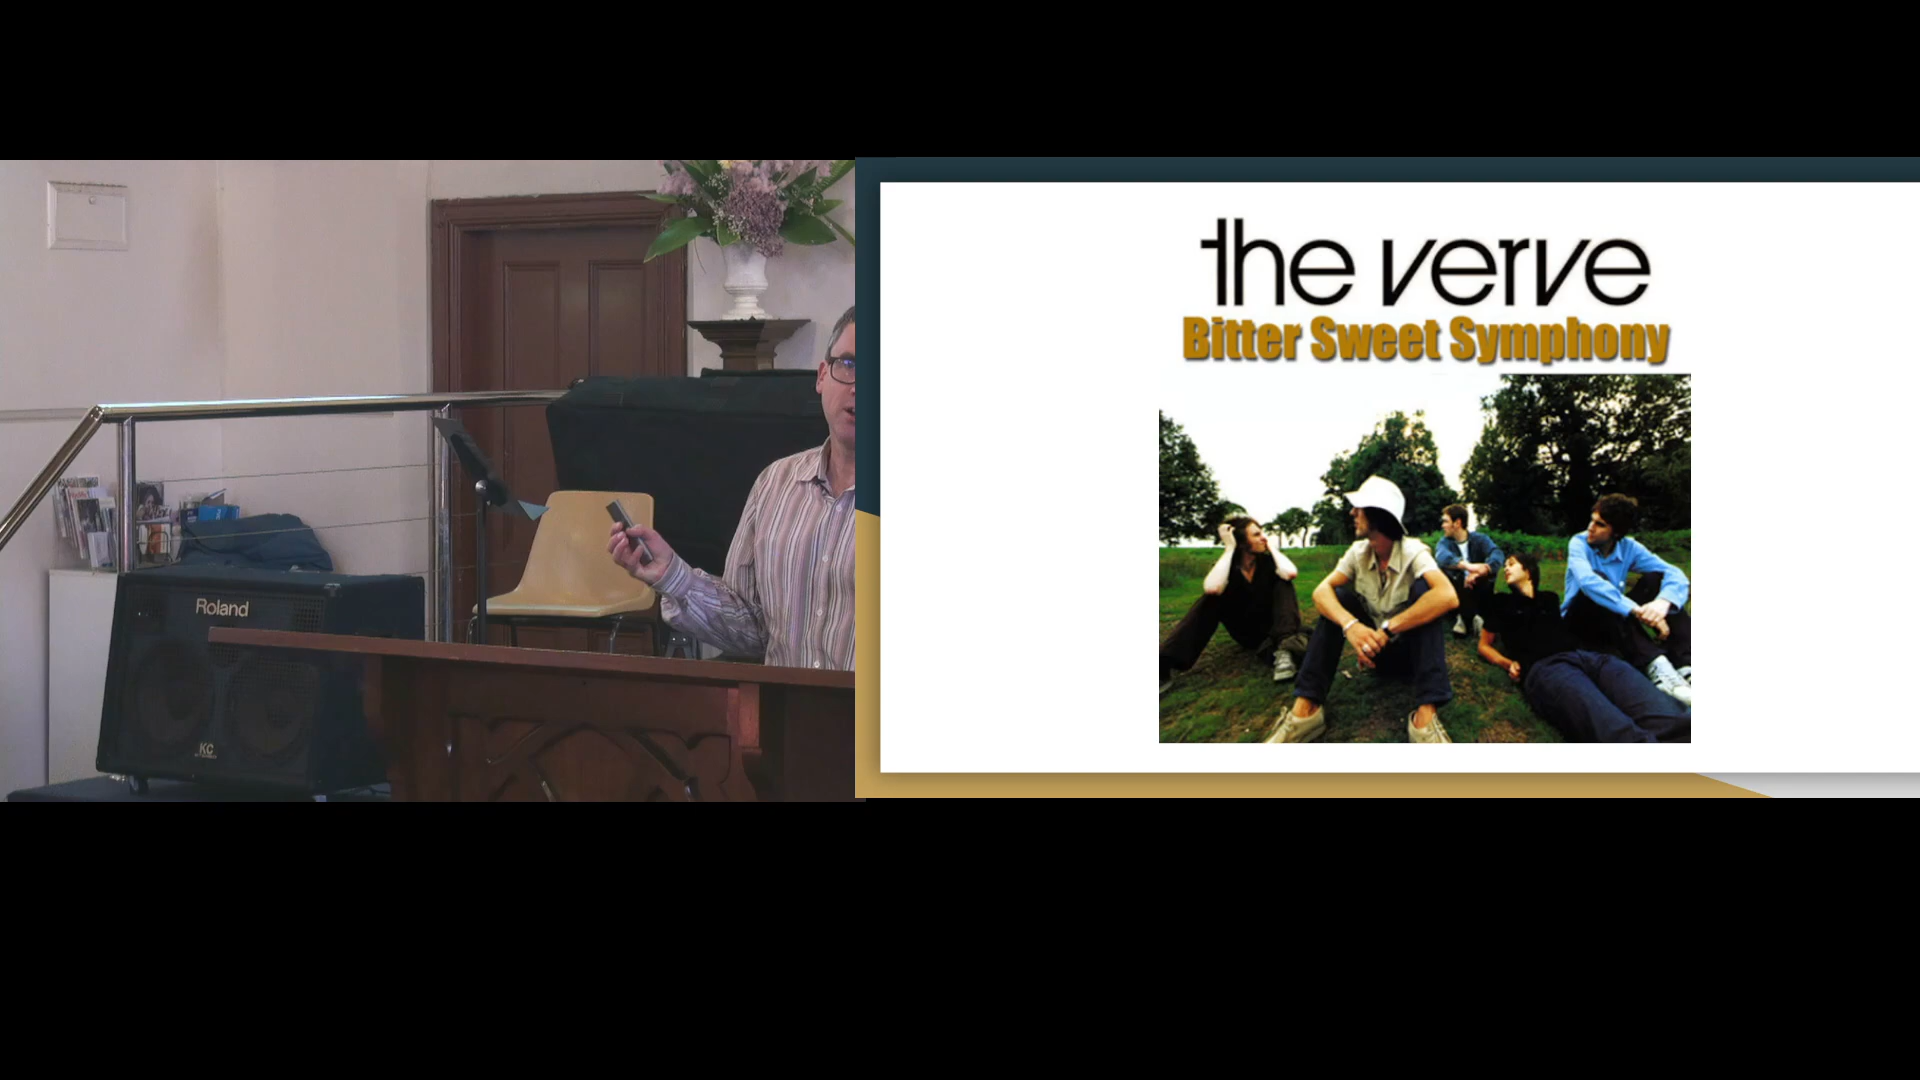 Roland
KC
the verve
Bitter Sweet Symphony